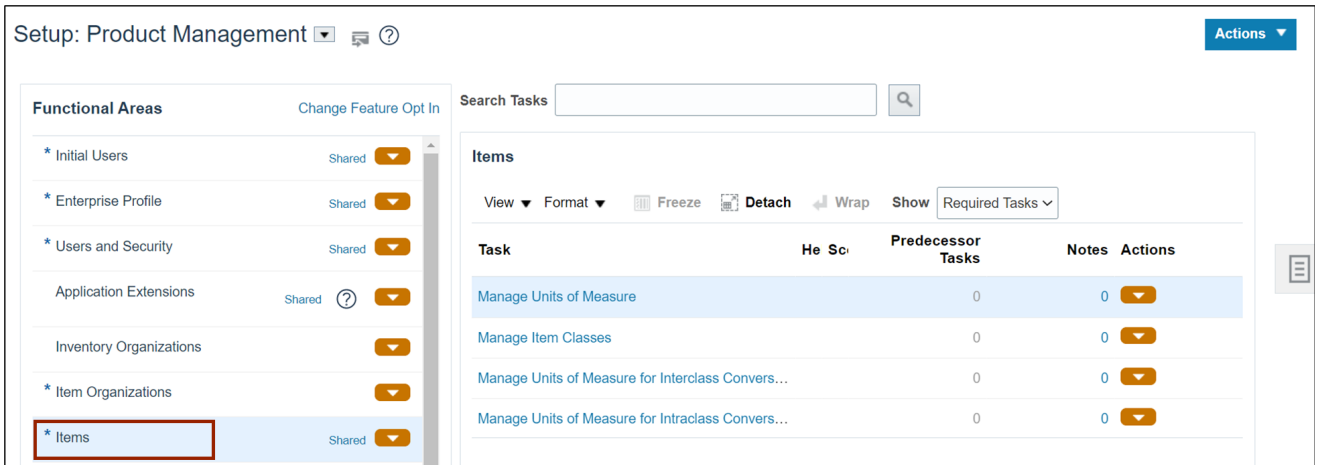 Setup: Product Management
Actions
Functional Areas
Change Feature Opt In
* Initial Users Shared
* Enterprise Profile Shared
* Users and Security Shared
Application Extensions Shared ?
Inventory Organizations
* Item Organizations
* Items Shared
Search Tasks
Items
View Format Freeze Detach Wrap Show Required Tasks
Task He Sc Predecessor Tasks Notes Actions
Manage Units of Measure 0 0
Manage Item Classes 0 0
Manage Units of Measure for Interclass Convers... 0 0
Manage Units of Measure for Intraclass Convers... 0 0